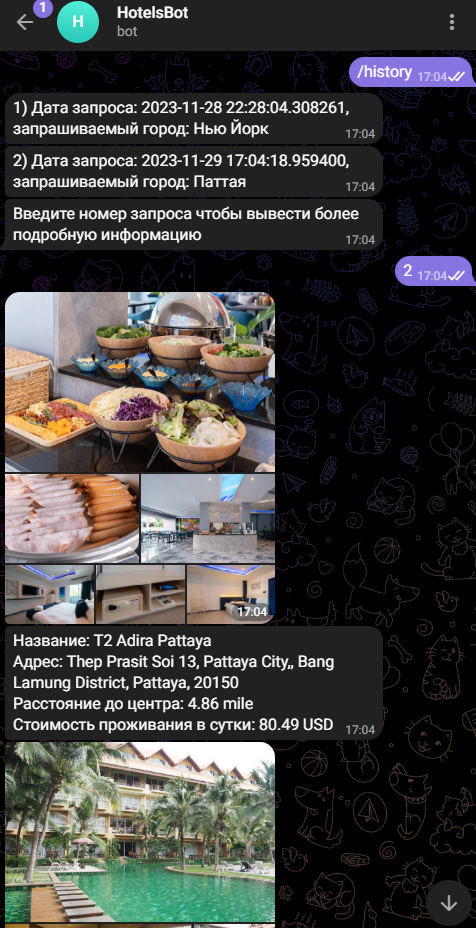 1
H
HotelsBot
bot
/history 17:04
1) Дата запроса: 2023-11-28 22:28:04.308261,
запрашиваемый город: Нью Йорк 17:04
2) Дата запроса: 2023-11-29 17:04:18.959400,
запрашиваемый город: Паттая 17:04
Введите номер запроса чтобы вывести более
подробную информацию 17:04
2 17:04
17:04
Название: T2 Adira Pattaya
Адрес: Thep Prasit Soi 13, Pattaya City,, Bang
Lamung District, Pattaya, 20150
Расстояние до центра: 4.86 mile
Стоимость проживания в сутки: 80.49 USD 17:04